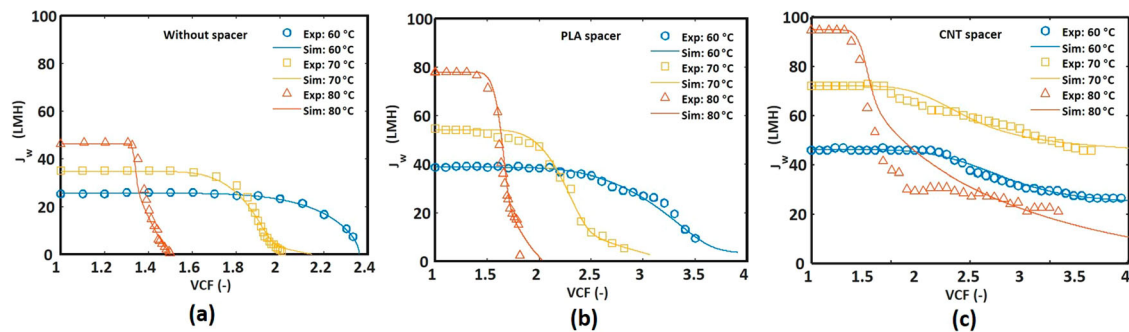 100
80
60
40
20
0
J_w (LMH)
Without spacer
Exp: 60 °C
Sim: 60 °C
Exp: 70 °C
Sim: 70 °C
Exp: 80 °C
Sim: 80 °C
1 1.2 1.4 1.6 1.8 2 2.2 2.4
VCF (-)
(a)
100
80
60
40
20
0
J_w (LMH)
PLA spacer
Exp: 60 °C
Sim: 60 °C
Exp: 70 °C
Sim: 70 °C
Exp: 80 °C
Sim: 80 °C
1 1.5 2 2.5 3 3.5 4
VCF (-)
(b)
100
80
60
40
20
0
J_w (LMH)
CNT spacer
Exp: 60 °C
Sim: 60 °C
Exp: 70 °C
Sim: 70 °C
Exp: 80 °C
Sim: 80 °C
1 1.5 2 2.5 3 3.5 4
VCF (-)
(c)